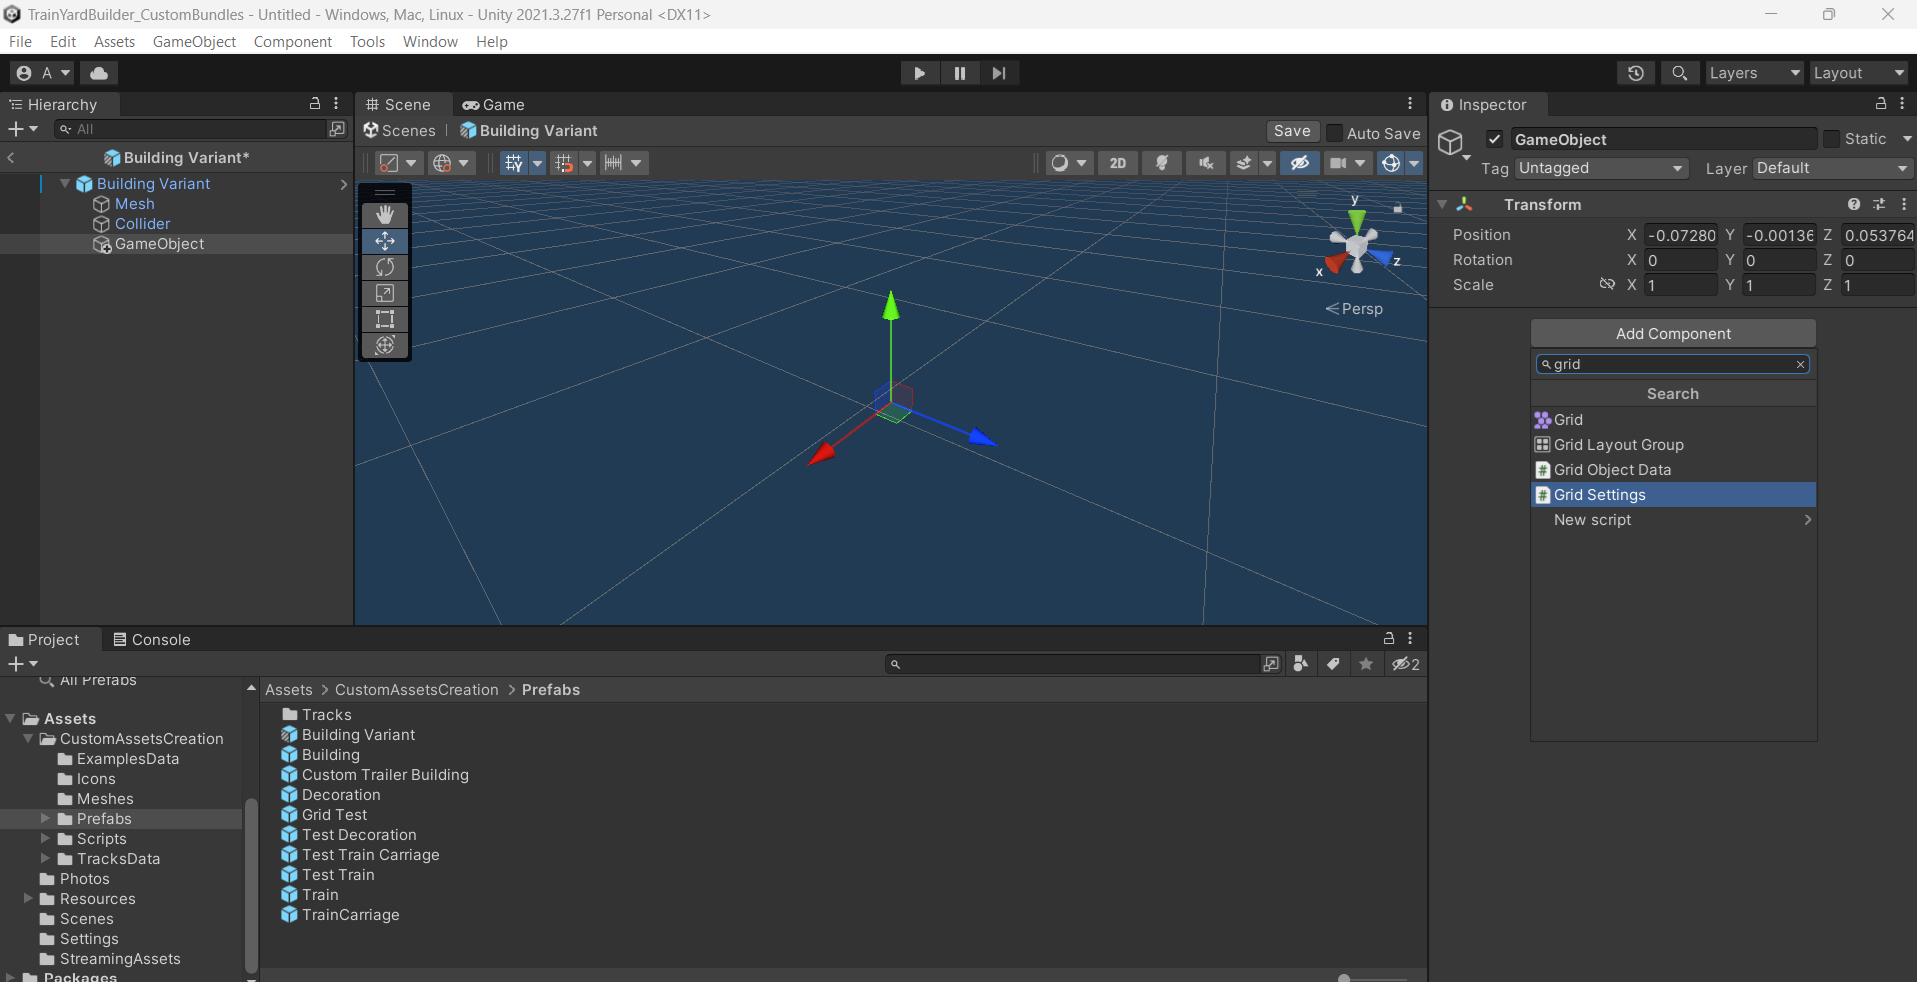 TrainYardBuilder_CustomBundles - Untitled - Windows, Mac, Linux - Unity 2021.3.27f1 Personal <DX11>
File Edit Assets GameObject Component Tools Window Help
A Layers Layout
Hierarchy
All
Building Variant*
Building Variant
Mesh
Collider
GameObject
Scene Game
Scenes | Building Variant Save Auto Save
2D
y
x
z
Persp
Inspector
GameObject Static
Tag Untagged Layer Default
Transform
Position X -0.07280 Y -0.00136 Z 0.053764
Rotation X 0 Y 0 Z 0
Scale X 1 Y 1 Z 1
Add Component
grid
Search
Grid
Grid Layout Group
Grid Object Data
Grid Settings
New script
Project Console
2
All Prefabs
Assets
CustomAssetsCreation
ExamplesData
Icons
Meshes
Prefabs
Scripts
TracksData
Photos
Resources
Scenes
Settings
StreamingAssets
Packages
Assets > CustomAssetsCreation > Prefabs
Tracks
Building Variant
Building
Custom Trailer Building
Decoration
Grid Test
Test Decoration
Test Train Carriage
Test Train
Train
TrainCarriage